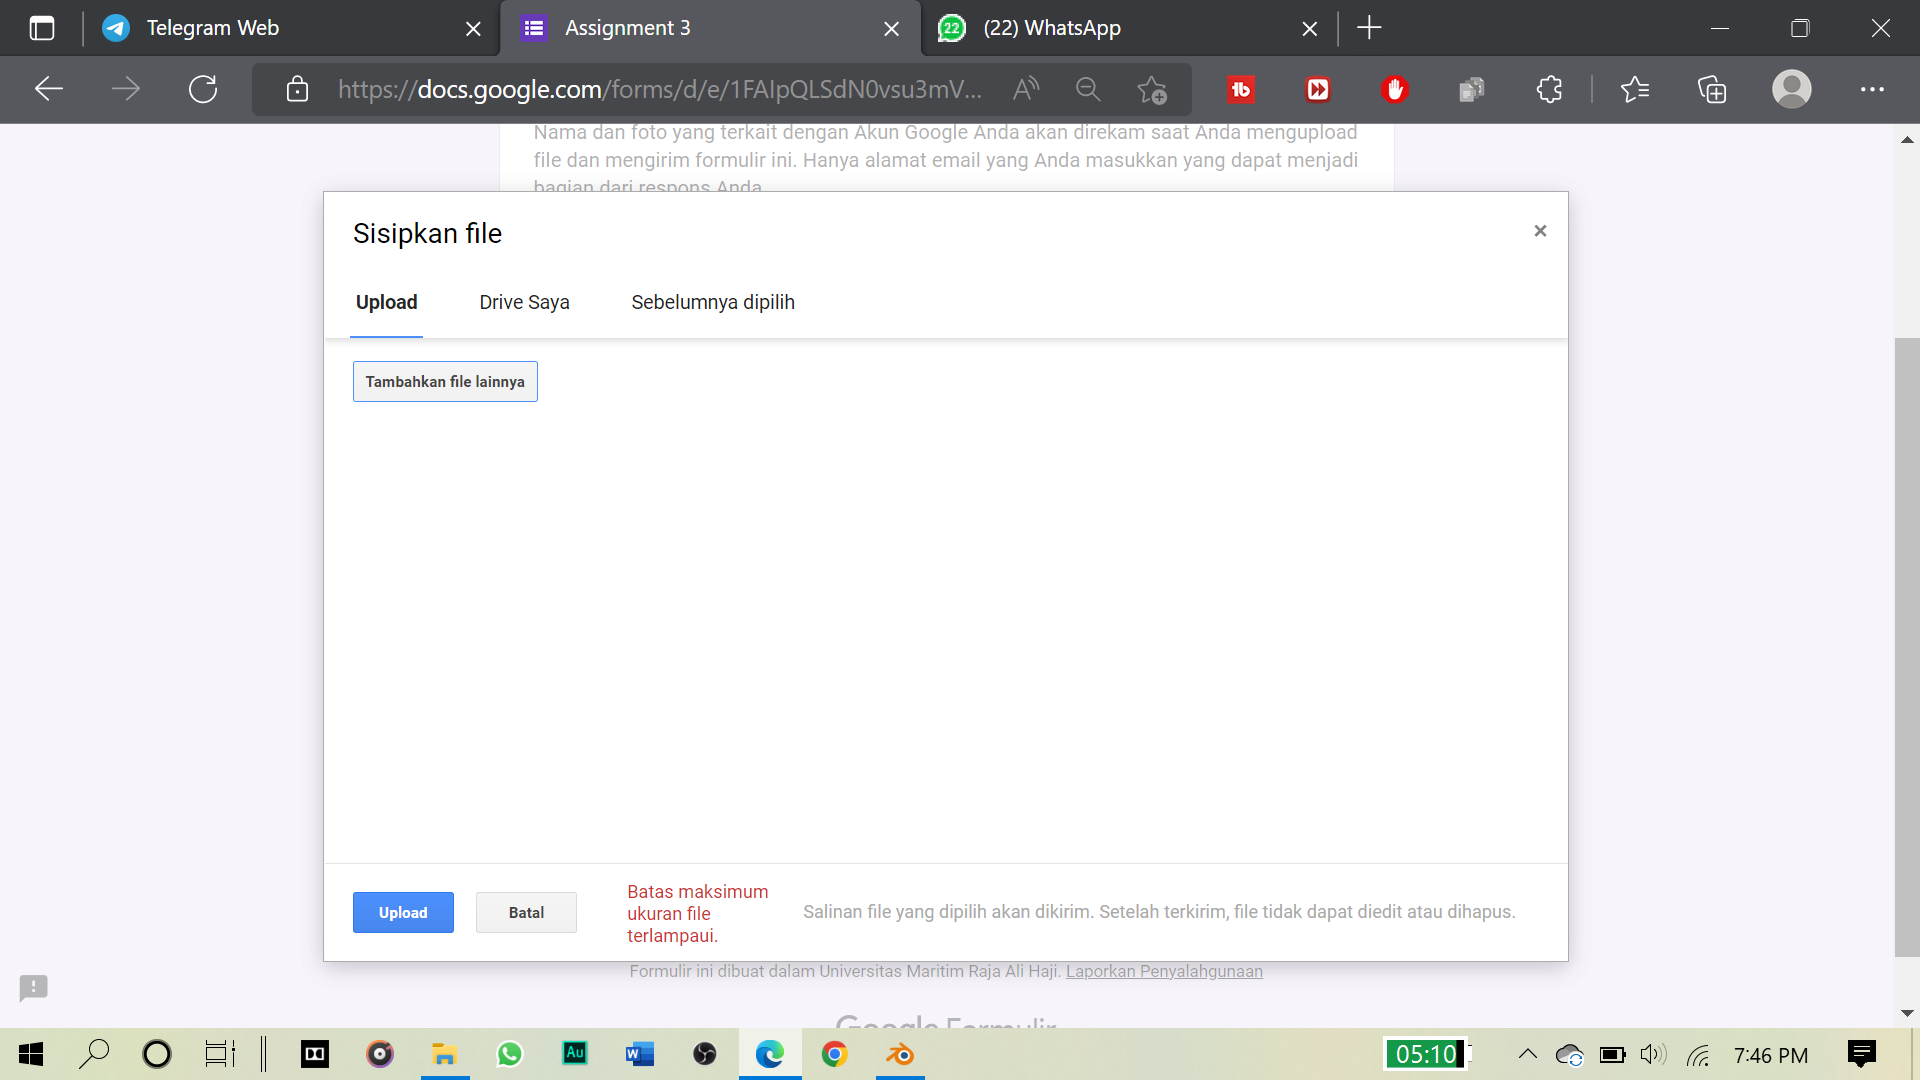 Telegram Web
Assignment 3
22
(22) WhatsApp
https://docs.google.com/forms/d/e/1FAIpQLSdN0vsu3mV...
Nama dan foto yang terkait dengan Akun Google Anda akan direkam saat Anda mengupload
file dan mengirim formulir ini. Hanya alamat email yang Anda masukkan yang dapat menjadi
bagian dari respons Anda.
Sisipkan file
Upload
Drive Saya
Sebelumnya dipilih
Tambahkan file lainnya
Upload
Batal
Batas maksimum
ukuran file
terlampaui.
Salinan file yang dipilih akan dikirim. Setelah terkirim, file tidak dapat diedit atau dihapus.
Formulir ini dibuat dalam Universitas Maritim Raja Ali Haji. Laporkan Penyalahgunaan
Google Formulir
Au
W
05:10
7:46 PM